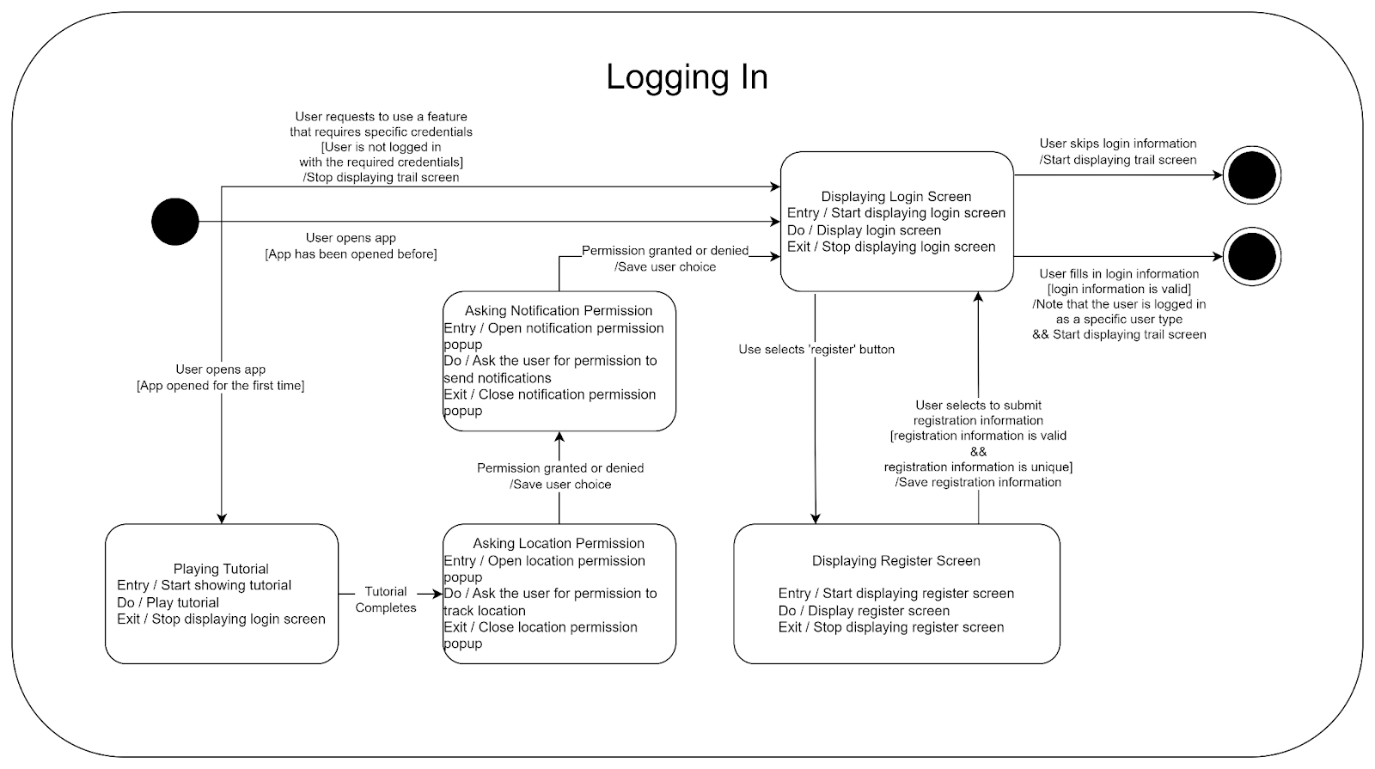 Logging In
User requests to use a feature
that requires specific credentials
[User is not logged in
with the required credentials]
/Stop displaying trail screen
User skips login information
/Start displaying trail screen
Displaying Login Screen
Entry / Start displaying login screen
Do / Display login screen
Exit / Stop displaying login screen
User opens app
[App has been opened before]
Permission granted or denied
/Save user choice
User fills in login information
[login information is valid]
/Note that the user is logged in
as a specific user type
&& Start displaying trail screen
Asking Notification Permission
Entry / Open notification permission
popup
Do / Ask the user for permission to
send notifications
Exit / Close notification permission
popup
Use selects 'register' button
User opens app
[App opened for the first time]
User selects to submit
registration information
[registration information is valid
&&
registration information is unique]
/Save registration information
Permission granted or denied
/Save user choice
Playing Tutorial
Entry / Start showing tutorial
Do / Play tutorial
Exit / Stop displaying login screen
Tutorial
Completes
Asking Location Permission
Entry / Open location permission
popup
Do / Ask the user for permission to
track location
Exit / Close location permission
popup
Displaying Register Screen
Entry / Start displaying register screen
Do / Display register screen
Exit / Stop displaying register screen